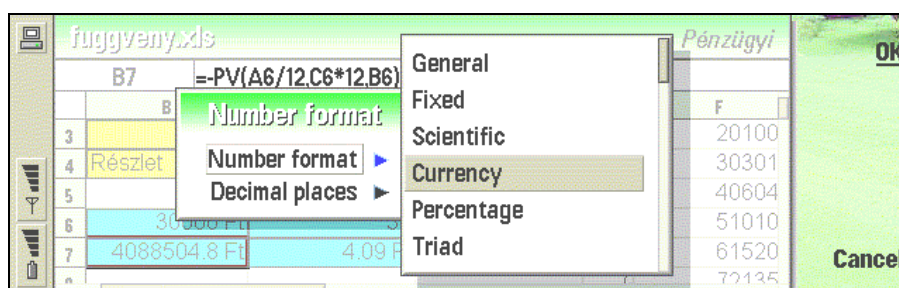 fuggveny.xls
Pénzügyi
B7 =-PV(A6/12,C6*12,B6)
B F
3 20100
4 Részlet 30301
5 40604
6 Ft 51010
7 4088504.8 Ft 4.09 61520
72135
Number format
Number format
Decimal places
General
Fixed
Scientific
Currency
Percentage
Triad
Cancel